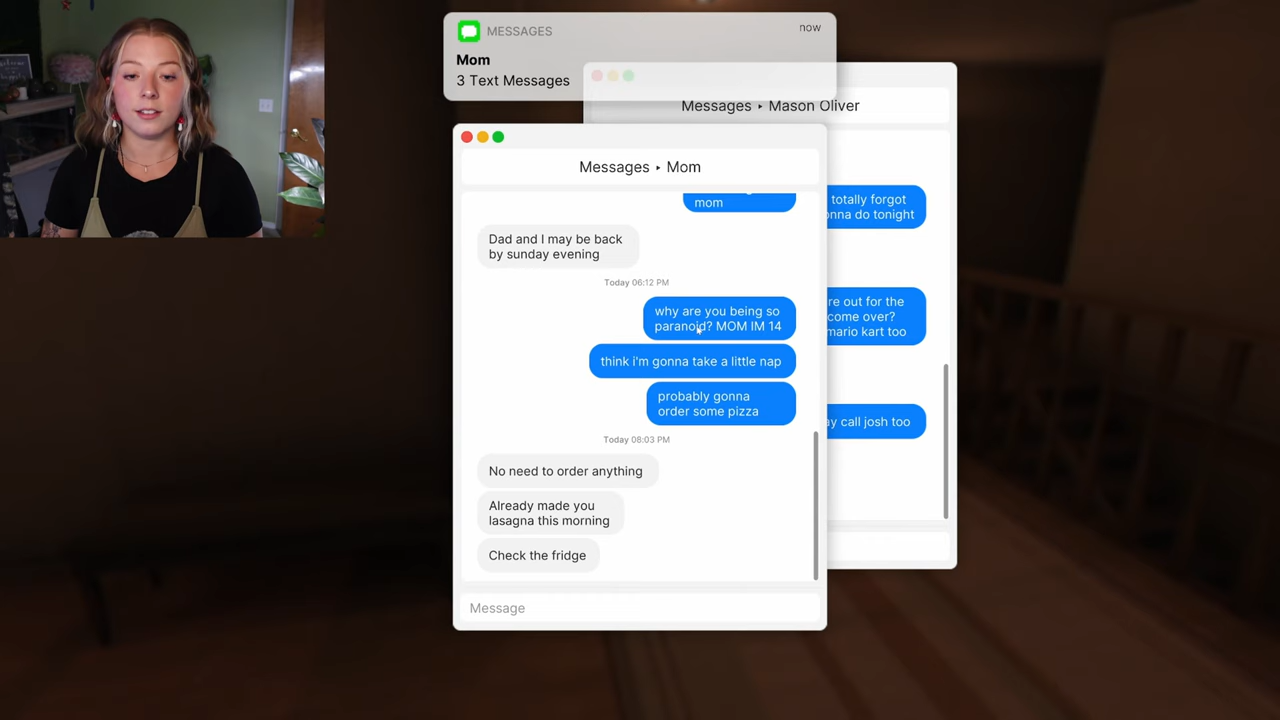 MESSAGES
now
Mom
3 Text Messages
Messages ‣ Mason Oliver
totally forgot
tonight
out for the
come over?
mario kart too
call josh too
Messages ‣ Mom
mom
Dad and I may be back
by sunday evening
Today 06:12 PM
why are you being so
paranoid? MOM IM 14
think i'm gonna take a little nap
probably gonna
order some pizza
Today 08:03 PM
No need to order anything
Already made you
lasagna this morning
Check the fridge
Message